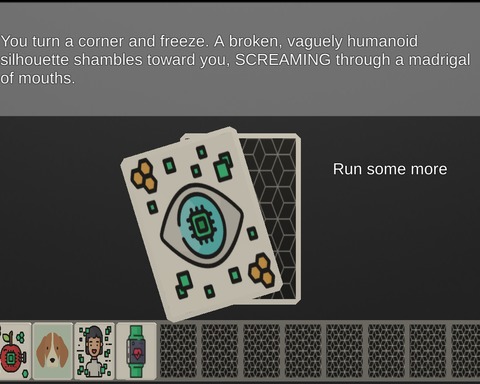 You turn a corner and freeze. A broken, vaguely humanoid
silhouette shambles toward you, SCREAMING through a madrigal
of mouths.
Run some more